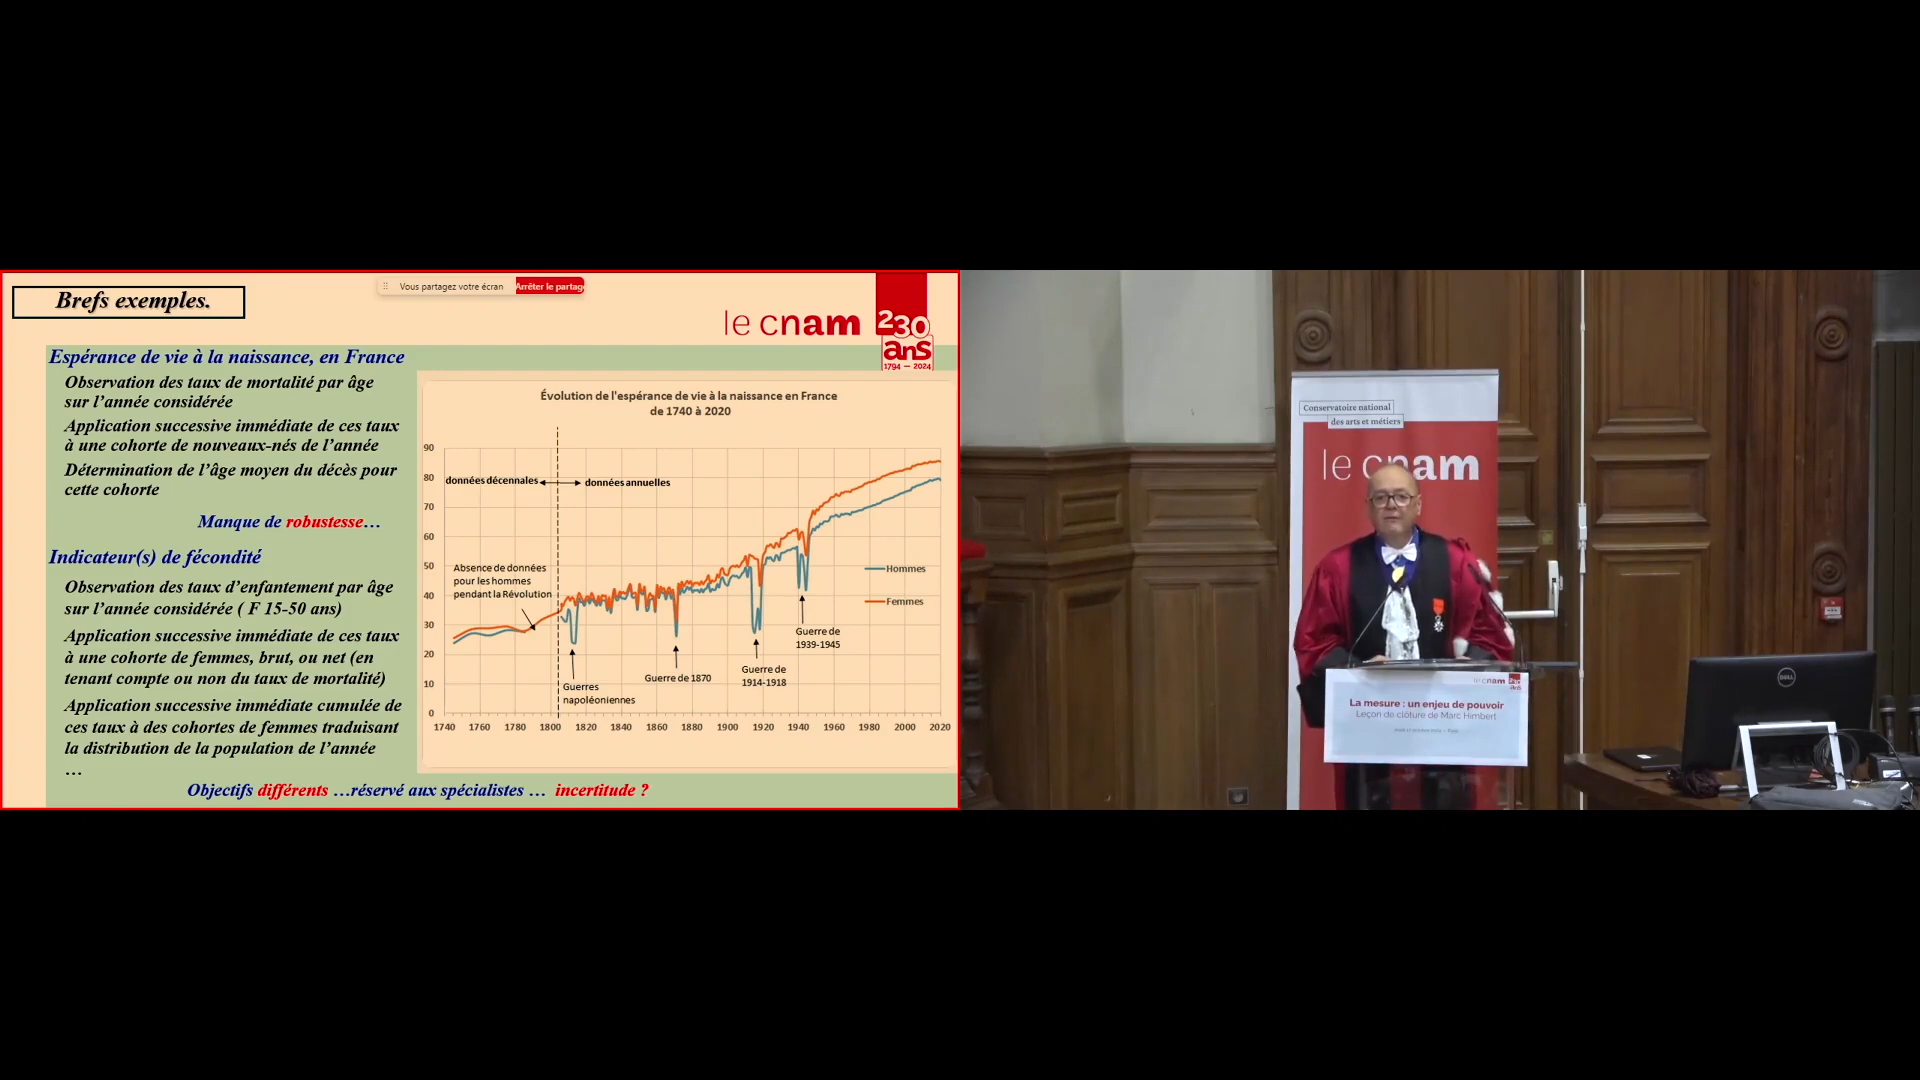 Brefs exemples.
Vous partagez votre écran
Arrêter le partag
le cnam
230
ans
1794 — 2024
Espérance de vie à la naissance, en France
Observation des taux de mortalité par âge
sur l’année considérée
Application successive immédiate de ces taux
à une cohorte de nouveaux-nés de l’année
Détermination de l’âge moyen du décès pour
cette cohorte
Manque de robustesse…
Indicateur(s) de fécondité
Observation des taux d’enfantement par âge
sur l’année considérée ( F 15-50 ans)
Application successive immédiate de ces taux
à une cohorte de femmes, brut, ou net (en
tenant compte ou non du taux de mortalité)
Application successive immédiate cumulée de
ces taux à des cohortes de femmes traduisant
la distribution de la population de l’année
…
Objectifs différents …réservé aux spécialistes … incertitude ?
Évolution de l'espérance de vie à la naissance en France
de 1740 à 2020
90
80
70
60
50
40
30
20
10
0
données décennales
données annuelles
Absence de données
pour les hommes
pendant la Révolution
Guerres
napoléoniennes
Guerre de 1870
Guerre de
1914-1918
Guerre de
1939-1945
Hommes
Femmes
1740 1760 1780 1800 1820 1840 1860 1880 1900 1920 1940 1960 1980 2000 2020
Conservatoire national
des arts et métiers
le cnam
le cnam
La mesure : un enjeu de pouvoir
Leçon de clôture de Marc Himbert
DELL